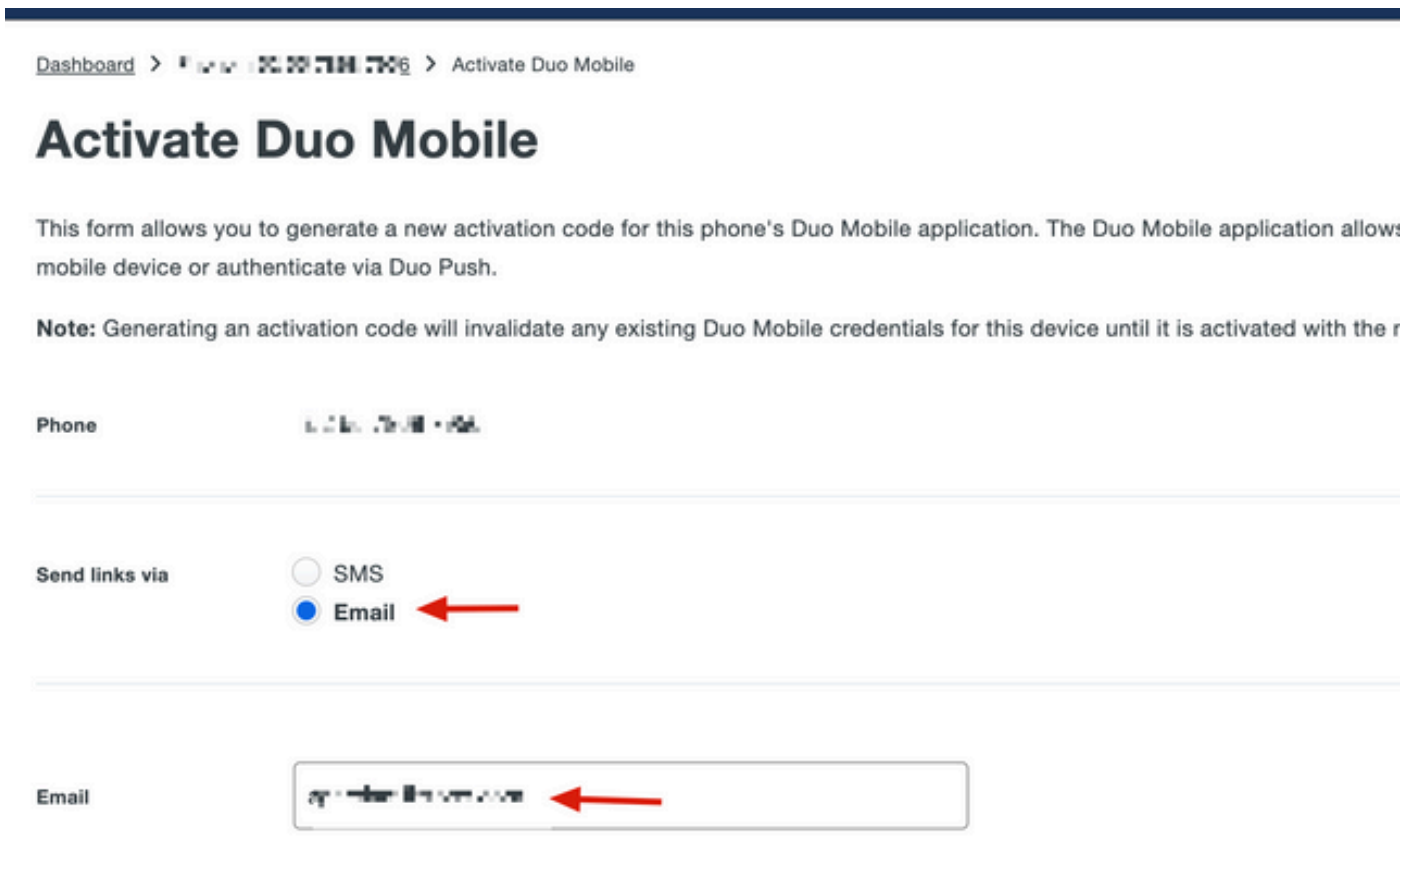 Dashboard > 6 > Activate Duo Mobile
Activate Duo Mobile
This form allows you to generate a new activation code for this phone's Duo Mobile application. The Duo Mobile application allows
mobile device or authenticate via Duo Push.
Note: Generating an activation code will invalidate any existing Duo Mobile credentials for this device until it is activated with the
Phone
Send links via
SMS
Email
Email